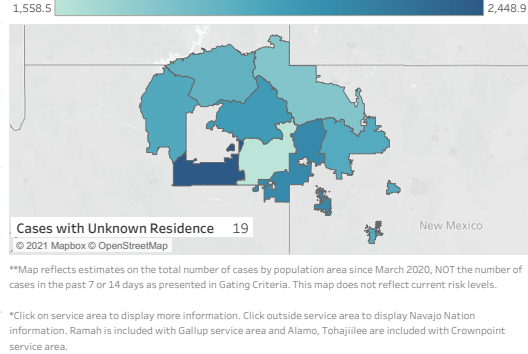 1,558.5 2,448.9
New Mexico
Cases with Unknown Residence 19
© 2021 Mapbox © OpenStreetMap
**Map reflects estimates on the total number of cases by population area since March 2020, NOT the number of
cases in the past 7 or 14 days as presented in Gating Criteria. This map does not reflect current risk levels.
*Click on service area to display more information. Click outside service area to display Navajo Nation
information. Ramah is included with Gallup service area and Alamo, Tohajiilee are included with Crownpoint
service area.